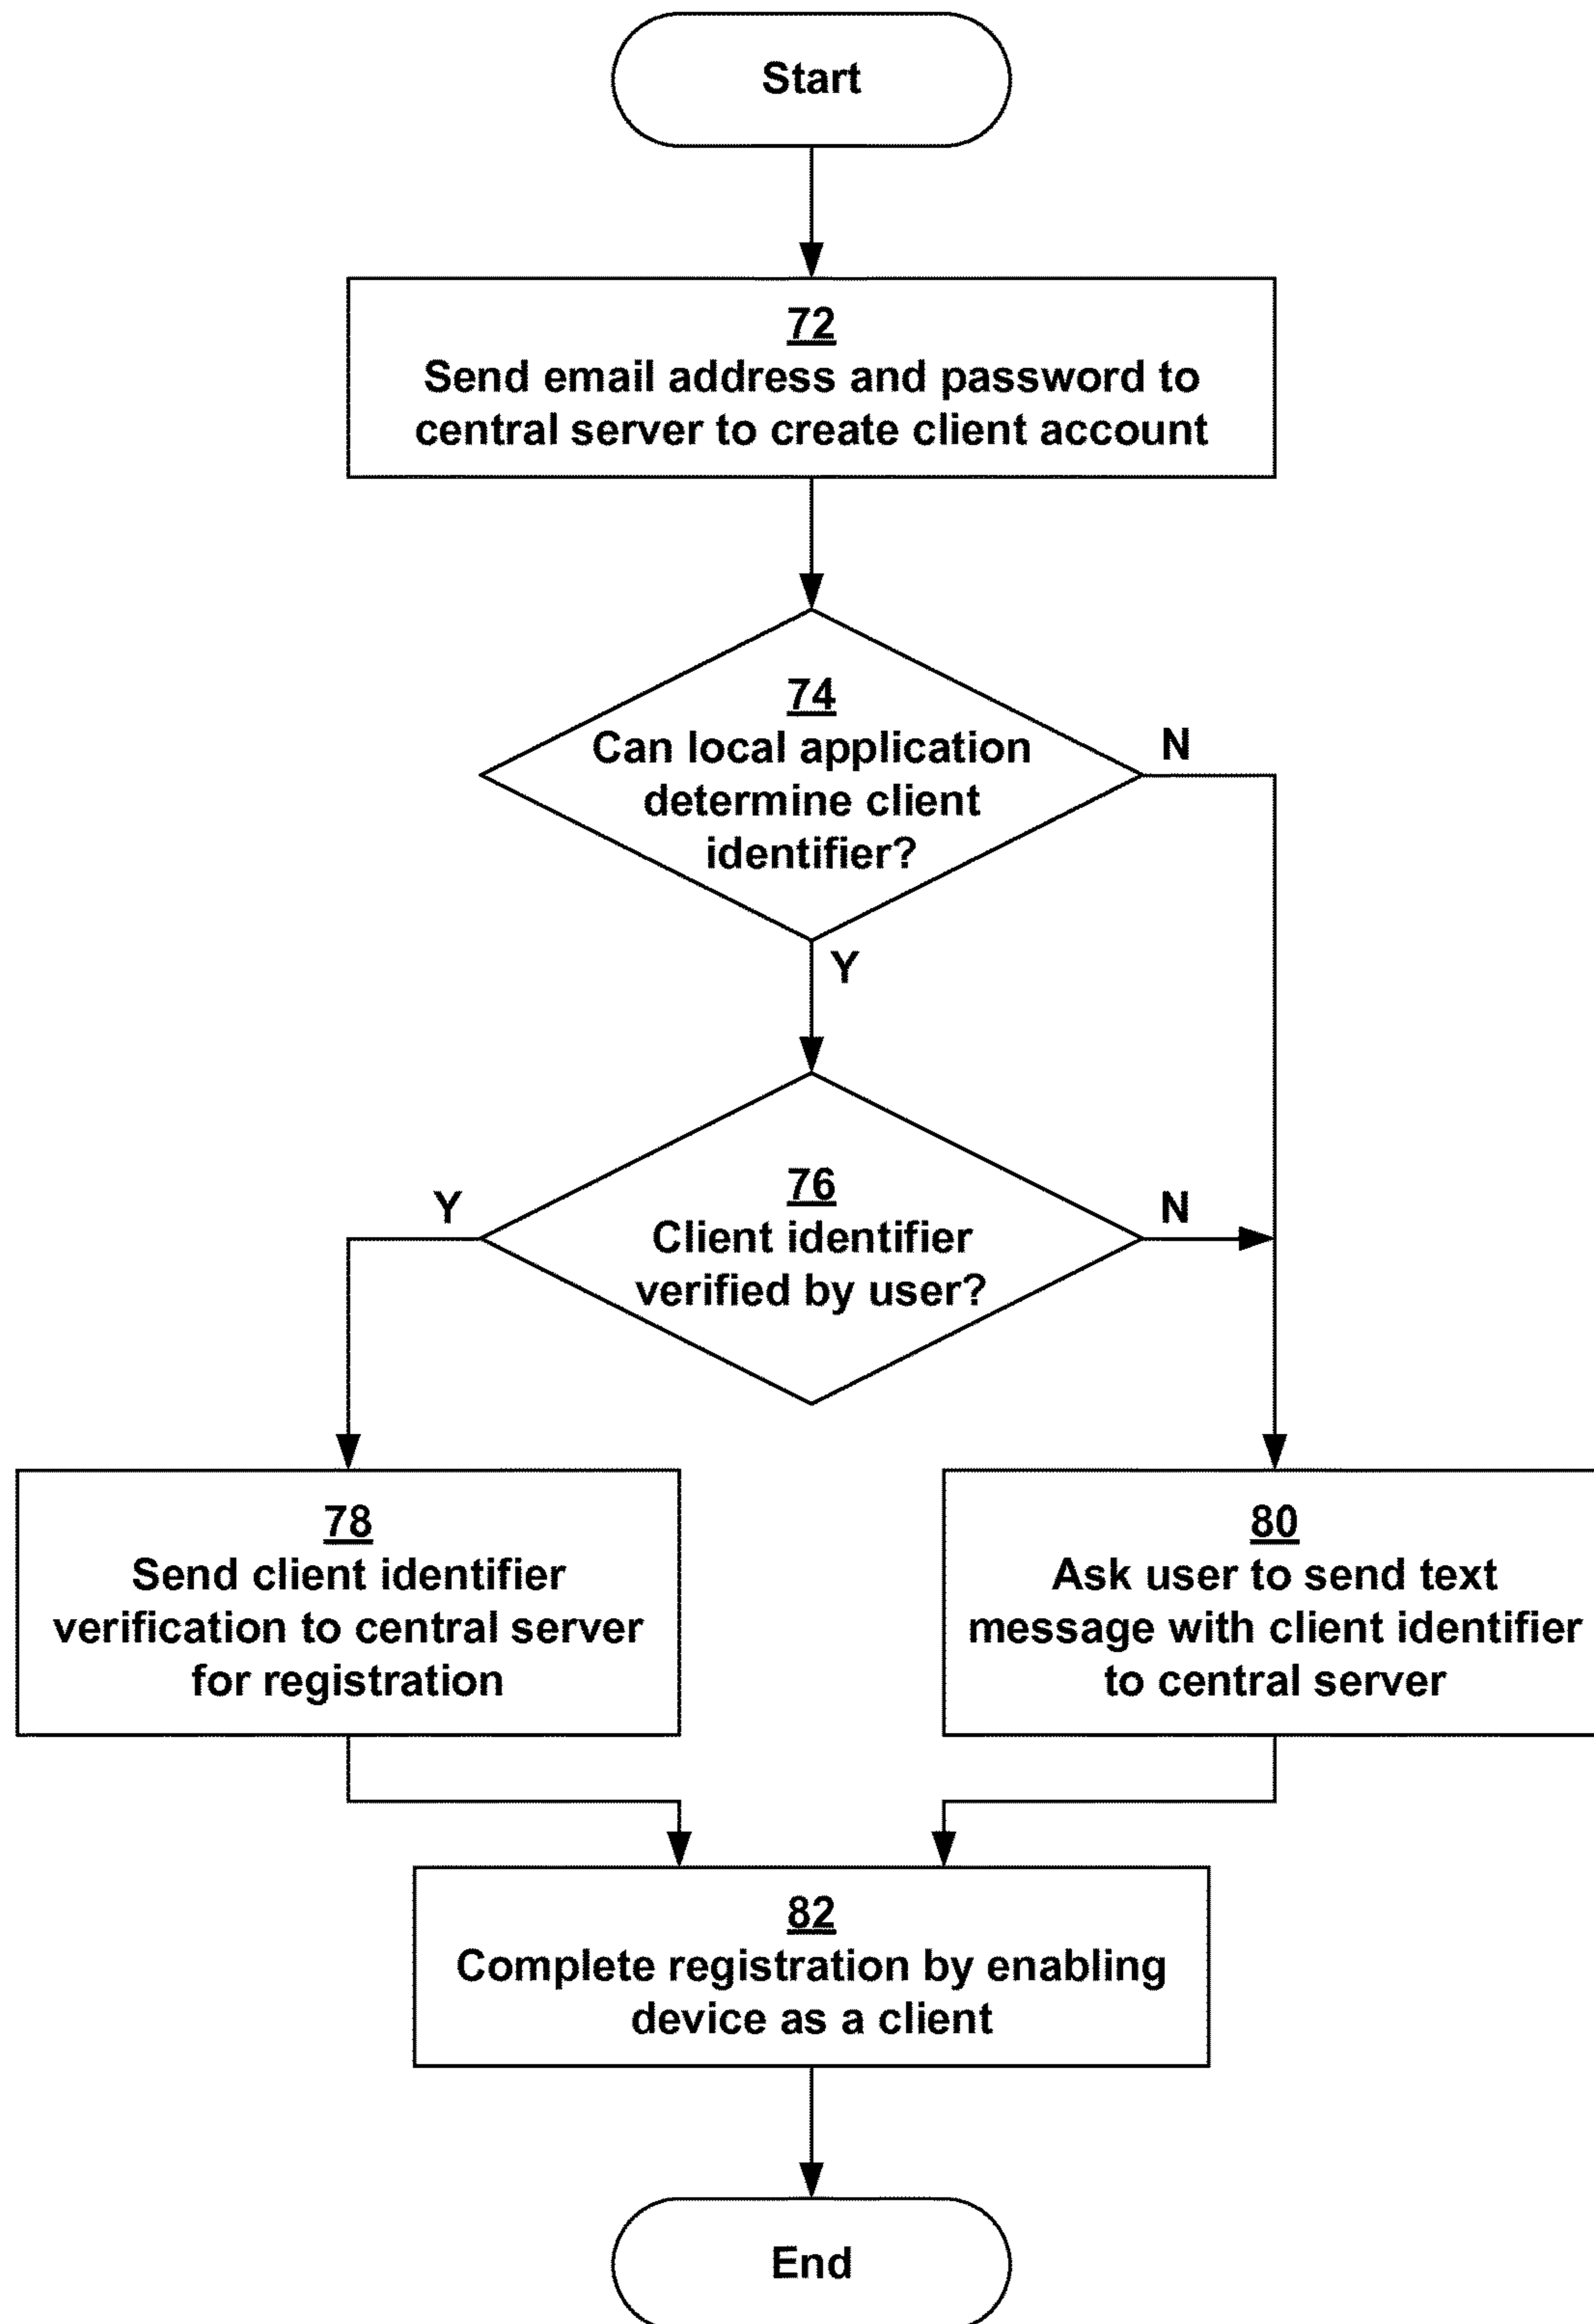 Start
72
Send email address and password to
central server to create client account
74
Can local application
determine client
identifier?
N
Y
76
Client identifier
verified by user?
Y
N
78
Send client identifier
verification to central server
for registration
80
Ask user to send text
message with client identifier
to central server
82
Complete registration by enabling
device as a client
End